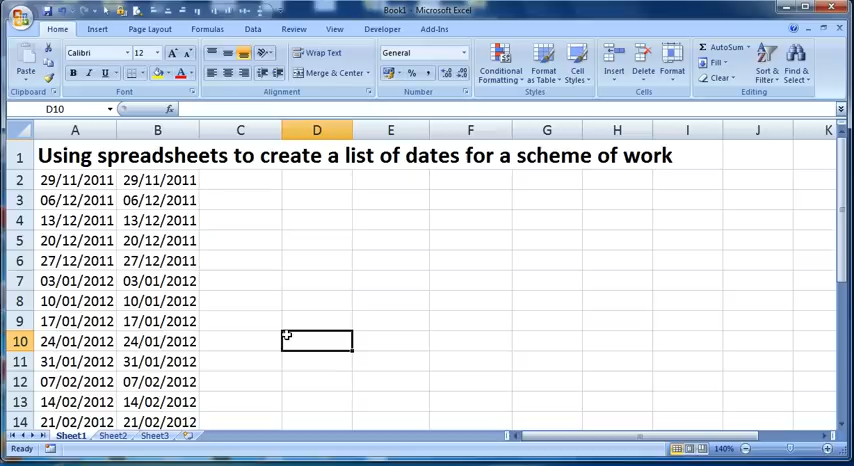 Book1 - Microsoft Excel
Home Insert Page Layout Formulas Data Review View Developer Add-Ins
Calibri 12 General AutoSum
Wrap Text Fill
Paste B I U Merge & Center % , Conditional Formatting Format as Table Cell Styles Insert Delete Format Clear Sort & Filter Find & Select
Clipboard Font Alignment Number Styles Cells Editing
D10 fx
A B C D E F G H I J K
1 Using spreadsheets to create a list of dates for a scheme of work
2 29/11/2011 29/11/2011
3 06/12/2011 06/12/2011
4 13/12/2011 13/12/2011
5 20/12/2011 20/12/2011
6 27/12/2011 27/12/2011
7 03/01/2012 03/01/2012
8 10/01/2012 10/01/2012
9 17/01/2012 17/01/2012
10 24/01/2012 24/01/2012
11 31/01/2012 31/01/2012
12 07/02/2012 07/02/2012
13 14/02/2012 14/02/2012
14 21/02/2012 21/02/2012
Sheet1 Sheet2 Sheet3
Ready 140%